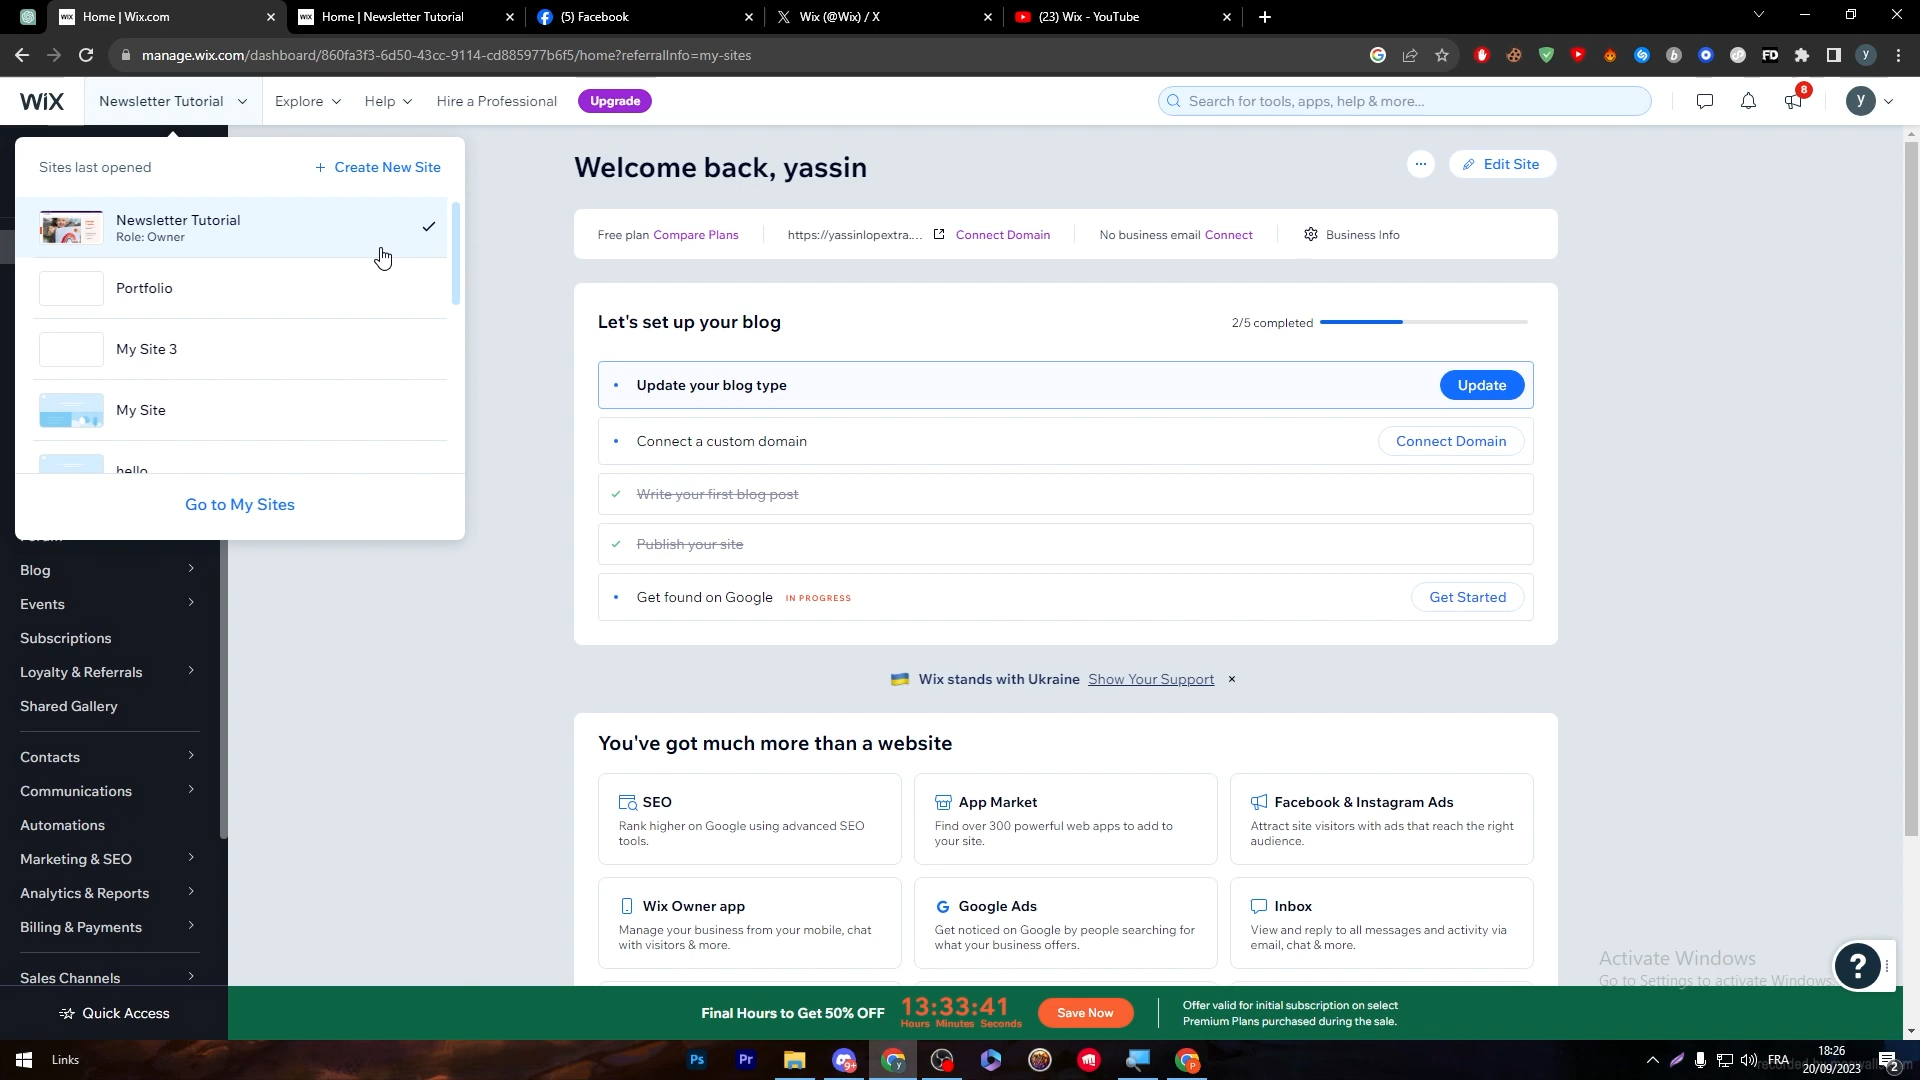 Home | Wix.com
Home | Newsletter Tutorial
(5) Facebook
Wix (@Wix) / X
(23) Wix - YouTube
manage.wix.com/dashboard/860fa3f3-6d50-43cc-9114-cd885977b6f5/home?referralInfo=my-sites
WiX
Newsletter Tutorial
Explore
Help
Hire a Professional
Upgrade
Search for tools, apps, help & more...
8
y
Sites last opened
+ Create New Site
Newsletter Tutorial
Role: Owner
Portfolio
My Site 3
My Site
hello
Go to My Sites
Blog
Events
Subscriptions
Loyalty & Referrals
Shared Gallery
Contacts
Communications
Automations
Marketing & SEO
Analytics & Reports
Billing & Payments
Sales Channels
Quick Access
Welcome back, yassin
Edit Site
Free plan Compare Plans
https://yassinlopextra.... Connect Domain
No business email Connect
Business Info
Let's set up your blog
2/5 completed
Update your blog type
Update
Connect a custom domain
Connect Domain
Write your first blog post
Publish your site
Get found on Google IN PROGRESS
Get Started
Wix stands with Ukraine Show Your Support ×
You've got much more than a website
SEO
Rank higher on Google using advanced SEO
tools.
App Market
Find over 300 powerful web apps to add to
your site.
Facebook & Instagram Ads
Attract site visitors with ads that reach the right
audience.
Wix Owner app
Manage your business from your mobile, chat
with visitors & more.
Google Ads
Get noticed on Google by people searching for
what your business offers.
Inbox
View and reply to all messages and activity via
email, chat & more.
Activate Windows
Go to Settings to activate Windows.
?
Final Hours to Get 50% OFF
13:33:41
Hours Minutes Seconds
Save Now
Offer valid for initial subscription on select
Premium Plans purchased during the sale.
Links
Ps
Pr
FRA
18:26
20/09/2023
2